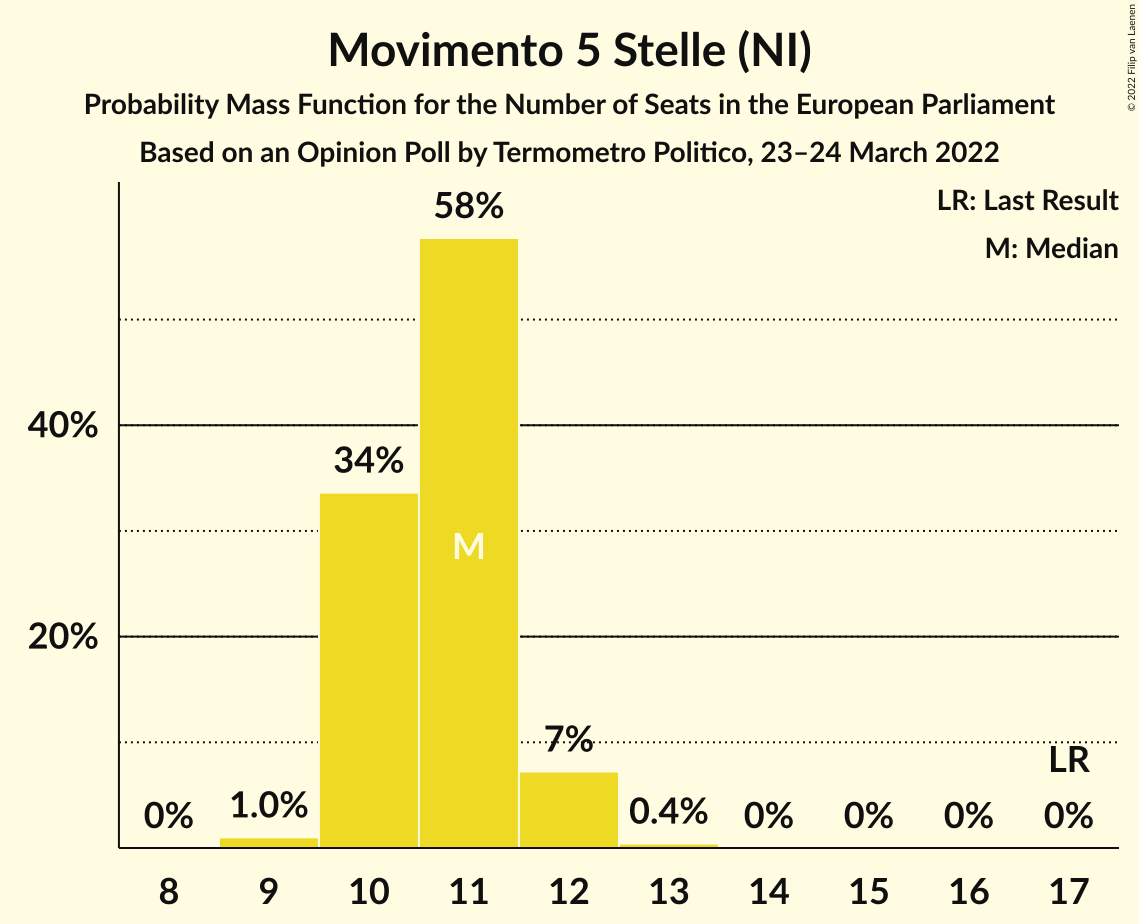 Movimento 5 Stelle (NI)
Probability Mass Function for the Number of Seats in the European Parliament
Based on an Opinion Poll by Termometro Politico, 23–24 March 2022
© 2022 Filip van Laenen
LR: Last Result
M: Median
58%
40%
34%
M
20%
7%
LR
0%
1.0%
0.4%
0%
0%
0%
0%
8
9
10
11
12
13
14
15
16
17